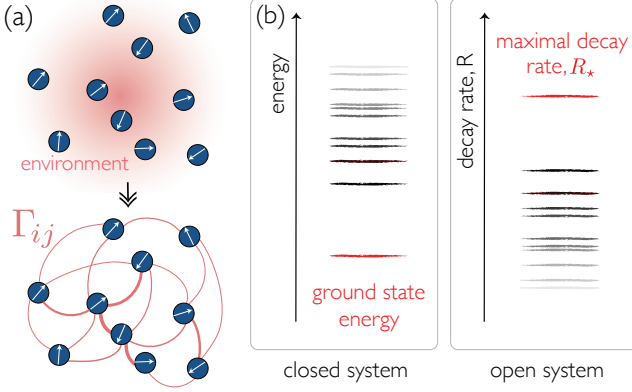 (a)
environment
Γij
(b)
energy
ground state
energy
closed system
decay rate, R
maximal decay
rate, R⋆
open system